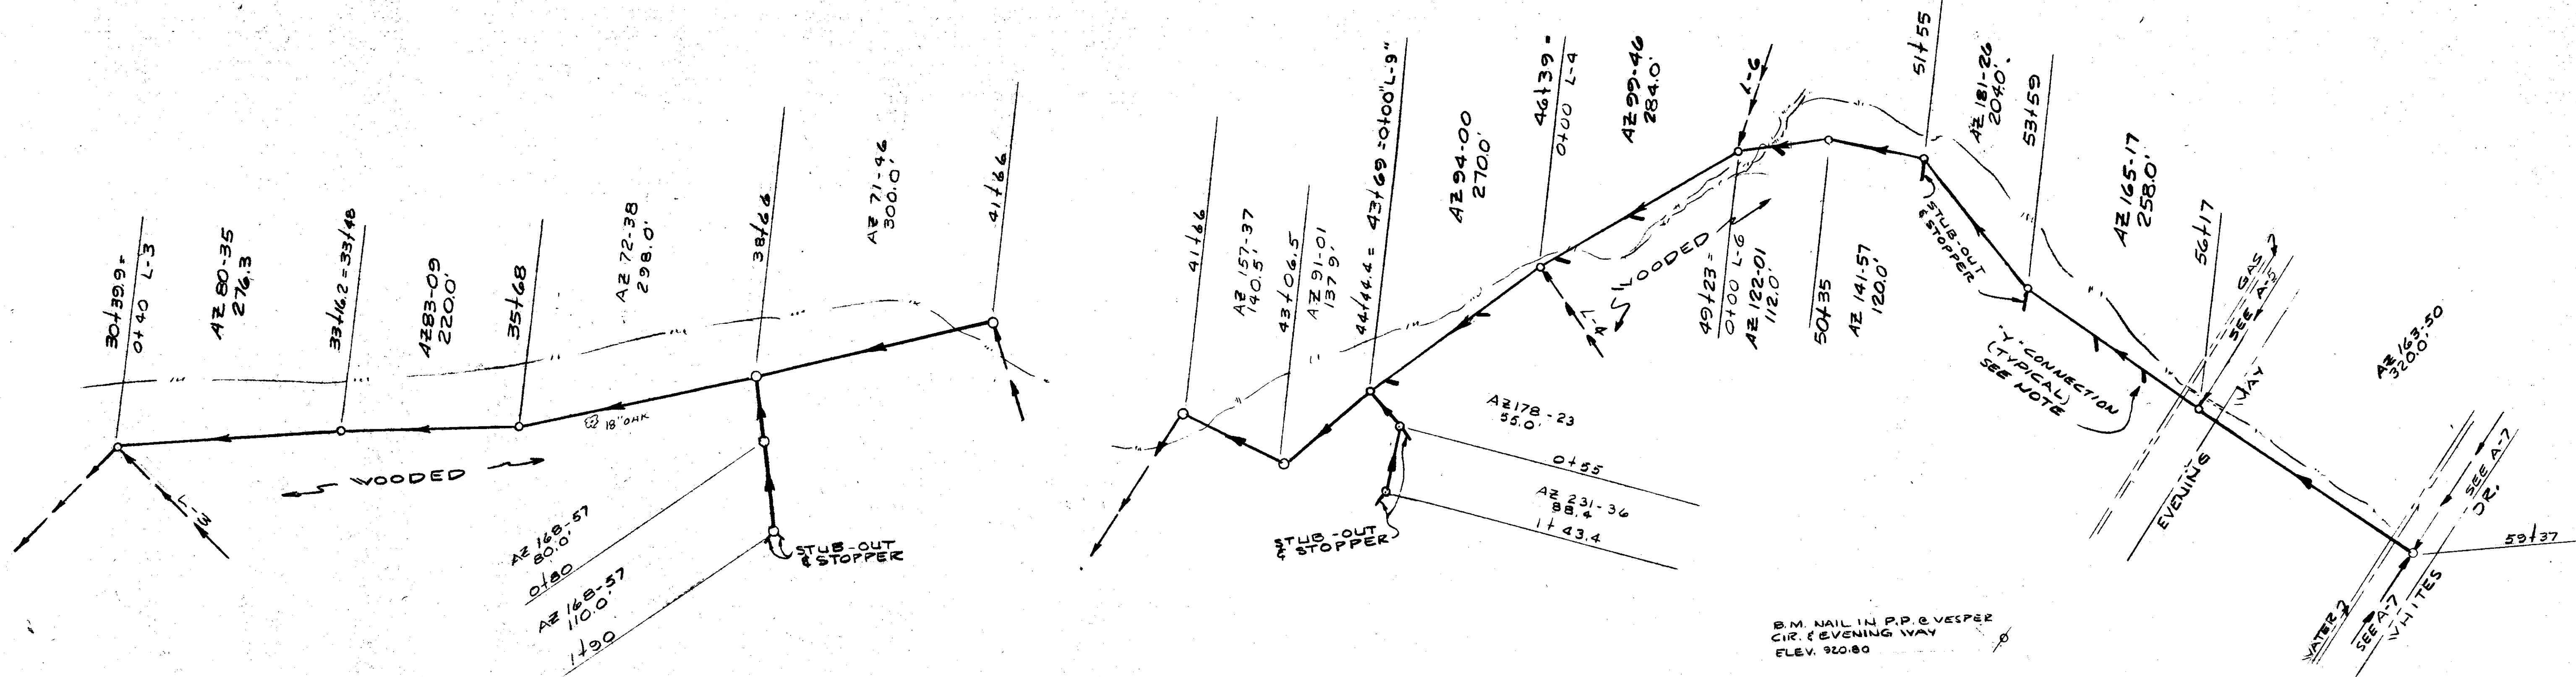 30+39.9 =
0+40 L-3
AZ 80-35
276.3
33+16.2 = 33+48
AZ 83-09
220.0'
35+68
AZ 72-38
298.0'
38+66
AZ 71-46
300.0'
41+66
18" OAK
WOODED
L-3
AZ 168-57
80.0'
0+80
AZ 168-57
110.0'
1+90
STUB-OUT
& STOPPER
41+66
AZ 157-37
140.5'
43+06.5
AZ 91-01
137.9'
44+44.4 = 43+69 = 0+00 "L-9"
AZ 94-00
270.0'
46+39 =
0+00 L-4
AZ 99-46
284.0'
L-6
WOODED
L-4
49+23 =
0+00 L-6
AZ 122-01
112.0'
50+35
AZ 141-57
120.0'
51+55
AZ 181-26
204.0'
53+59
STUB-OUT
& STOPPER
AZ 165-17
258.0'
56+17
GAS
SEE A-5
"Y" CONNECTION
(TYPICAL)
SEE NOTE
EVENING WAY
AZ 163-50
320.0'
SEE A-7
WHITES DR.
59+37
WATER
SEE A-7
AZ 178-23
55.0'
0+55
AZ 231-36
88.4
1+43.4
STUB-OUT
& STOPPER
B.M. NAIL IN P.P. @ VESPER
CIR. & EVENING WAY
ELEV. 920.80